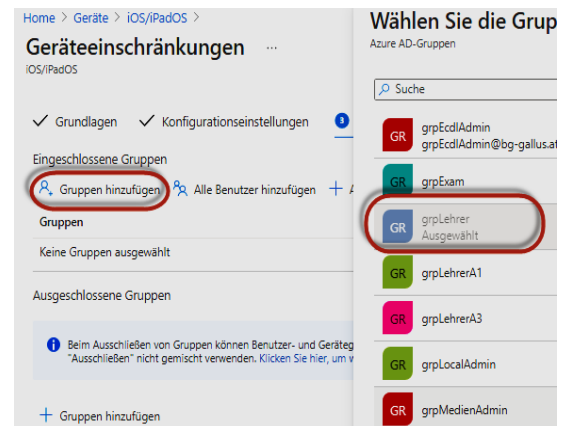 Home > Geräte > iOS/iPadOS >
Geräteeinschränkungen ...
iOS/iPadOS
Grundlagen Konfigurationseinstellungen 3
Eingeschlossene Gruppen
Gruppen hinzufügen Alle Benutzer hinzufügen + A
Gruppen
Keine Gruppen ausgewählt
Ausgeschlossene Gruppen
Beim Ausschließen von Gruppen können Benutzer- und Geräteg
"Ausschließen" nicht gemischt verwenden. Klicken Sie hier, um w
+ Gruppen hinzufügen
Wählen Sie die Grup
Azure AD-Gruppen
Suche
GR grpEcdlAdmin
grpEcdlAdmin@bg-gallus.at
GR grpExam
GR grpLehrer
Ausgewählt
GR grpLehrerA1
GR grpLehrerA3
GR grpLocalAdmin
GR grpMedienAdmin